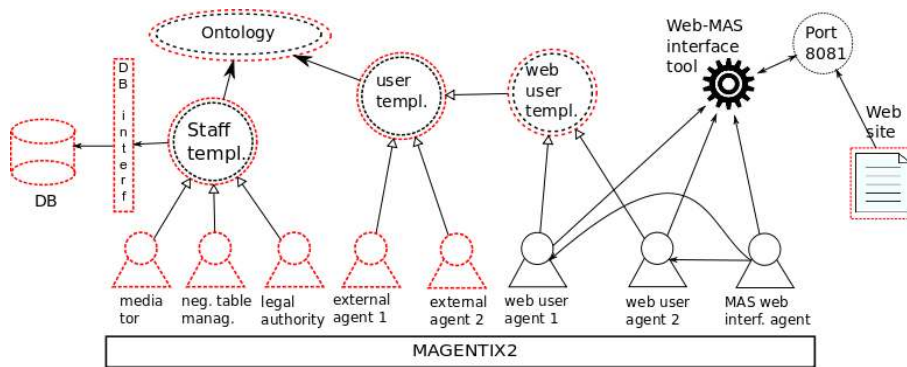 Ontology
Web-MAS
interface
tool
Port
8081
user
templ.
web
user
templ.
DB interf
Staff
templ.
Web
site
DB
media
tor
neg. table
manag.
legal
authority
external
agent 1
external
agent 2
web user
agent 1
web user
agent 2
MAS web
interf. agent
MAGENTIX2